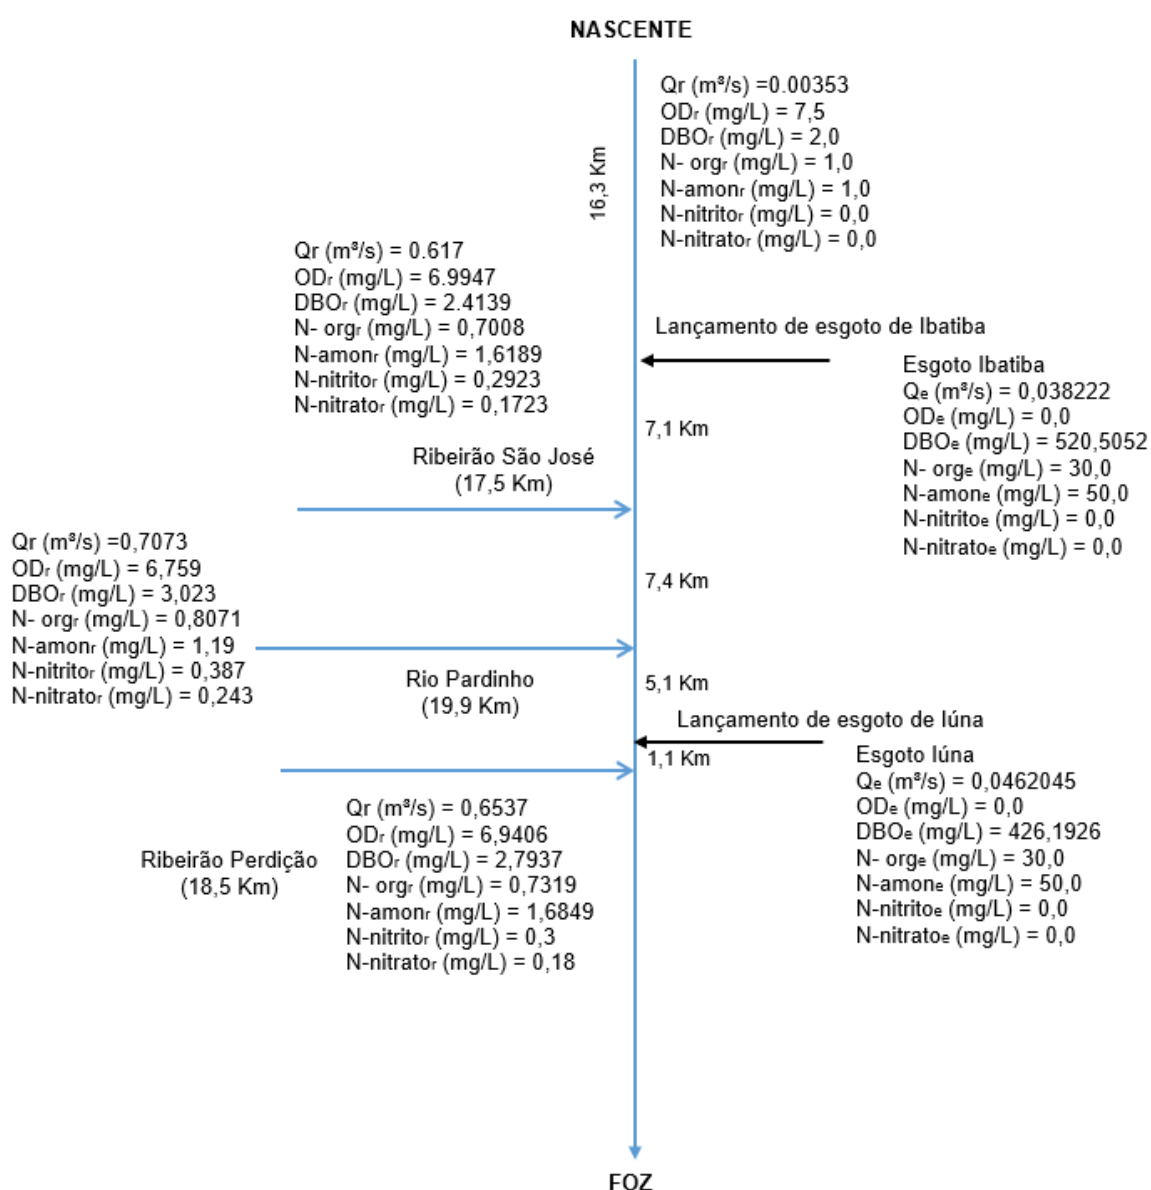 NASCENTE
Qr (m³/s) =0.00353
ODr (mg/L) = 7,5
DBOr (mg/L) = 2,0
N- orgr (mg/L) = 1,0
N-amonr (mg/L) = 1,0
N-nitritor (mg/L) = 0,0
N-nitrator (mg/L) = 0,0
16,3 Km
Qr (m³/s) = 0.617
ODr (mg/L) = 6.9947
DBOr (mg/L) = 2.4139
N- orgr (mg/L) = 0,7008
N-amonr (mg/L) = 1,6189
N-nitritor (mg/L) = 0,2923
N-nitrator (mg/L) = 0,1723
Lançamento de esgoto de Ibatiba
Esgoto Ibatiba
Qe (m³/s) = 0,038222
ODe (mg/L) = 0,0
DBOe (mg/L) = 520,5052
N- orge (mg/L) = 30,0
N-amone (mg/L) = 50,0
N-nitritoe (mg/L) = 0,0
N-nitratoe (mg/L) = 0,0
7,1 Km
Ribeirão São José
(17,5 Km)
Qr (m³/s) =0,7073
ODr (mg/L) = 6,759
DBOr (mg/L) = 3,023
N- orgr (mg/L) = 0,8071
N-amonr (mg/L) = 1,19
N-nitritor (mg/L) = 0,387
N-nitrator (mg/L) = 0,243
7,4 Km
Rio Pardinho
(19,9 Km)
5,1 Km
Lançamento de esgoto de Iúna
Esgoto Iúna
Qe (m³/s) = 0,0462045
ODe (mg/L) = 0,0
DBOe (mg/L) = 426,1926
N- orge (mg/L) = 30,0
N-amone (mg/L) = 50,0
N-nitritoe (mg/L) = 0,0
N-nitratoe (mg/L) = 0,0
1,1 Km
Qr (m³/s) = 0,6537
ODr (mg/L) = 6,9406
DBOr (mg/L) = 2,7937
N- orgr (mg/L) = 0,7319
N-amonr (mg/L) = 1,6849
N-nitritor (mg/L) = 0,3
N-nitrator (mg/L) = 0,18
Ribeirão Perdição
(18,5 Km)
FOZ